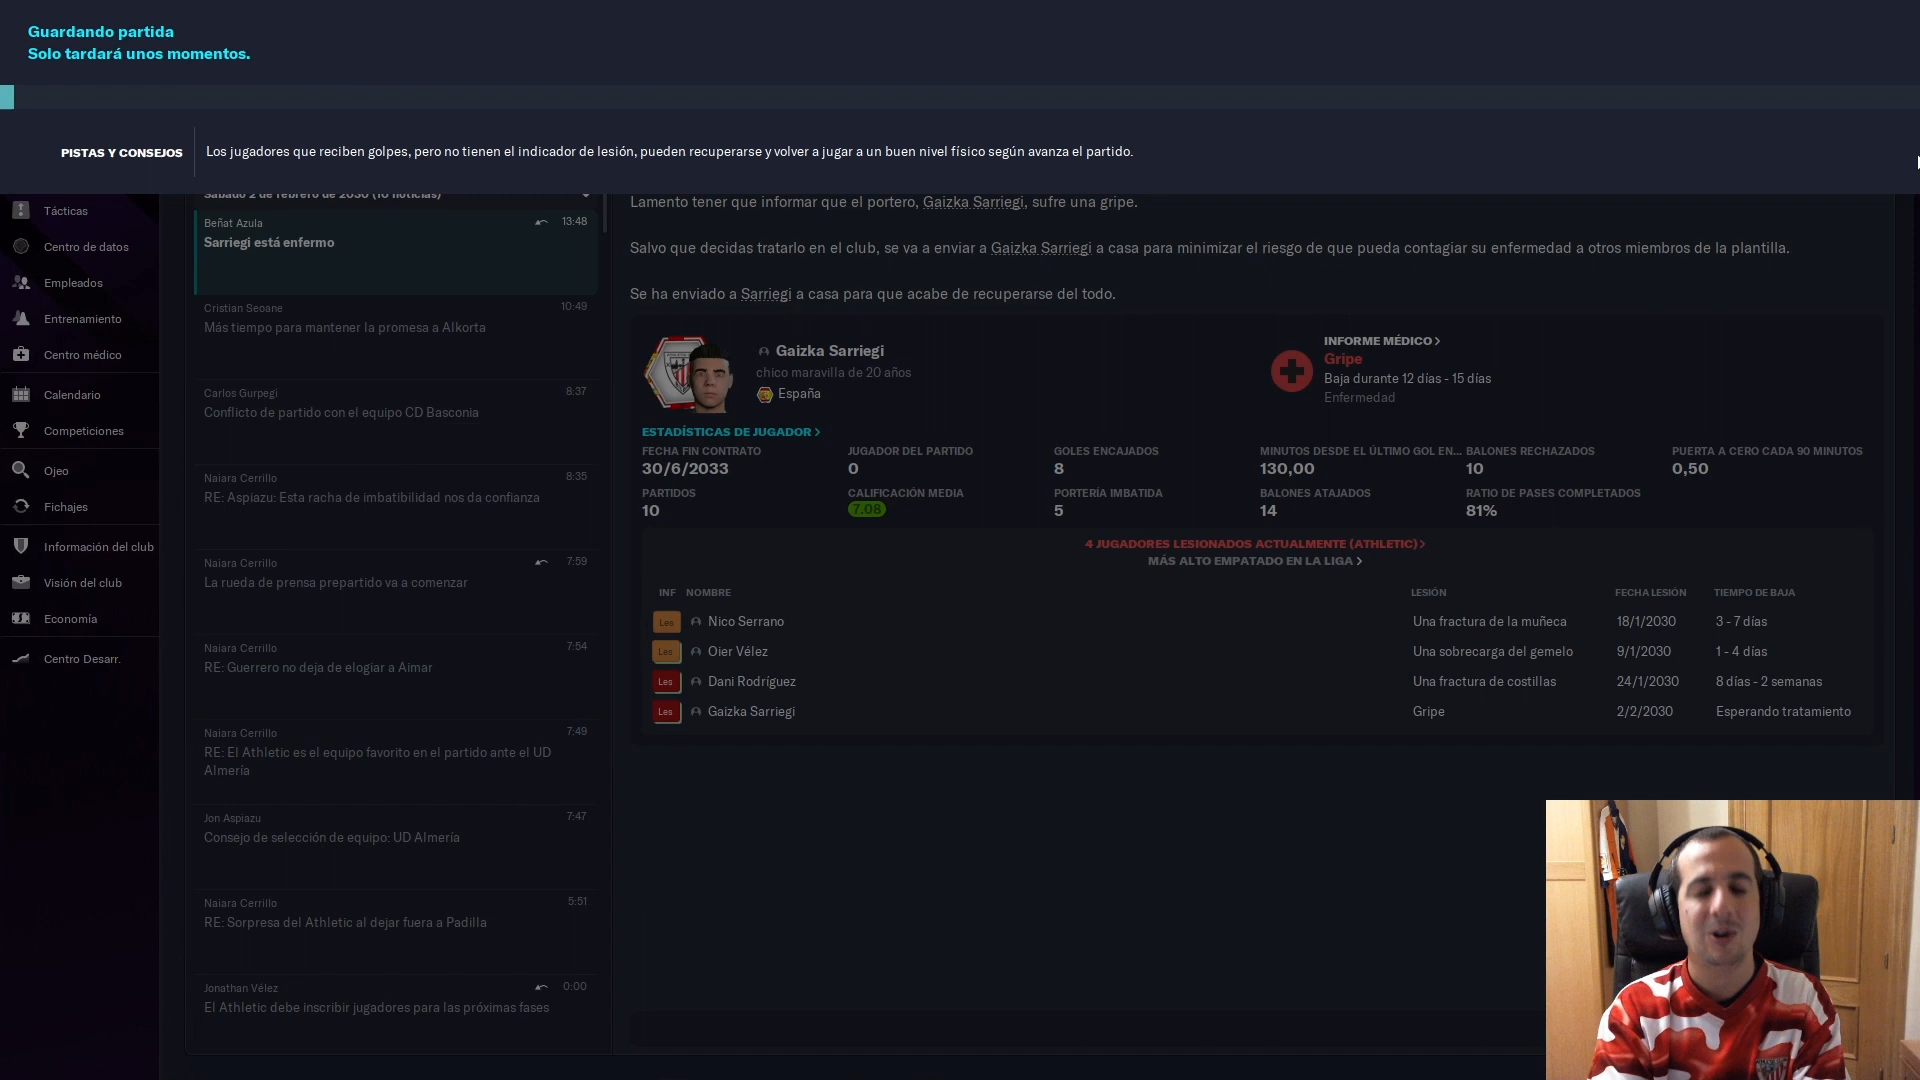 Guardando partida
Solo tardará unos momentos.
PISTAS Y CONSEJOS
Los jugadores que reciben golpes, pero no tienen el indicador de lesión, pueden recuperarse y volver a jugar a un buen nivel físico según avanza el partido.
Tácticas
Centro de datos
Empleados
Entrenamiento
Centro médico
Calendario
Competiciones
Ojeo
Fichajes
Información del club
Visión del club
Economía
Centro Desarr.
Sábado 2 de febrero de 2030 (10 noticias)
Beñat Azula 13:48
Sarriegi está enfermo
Cristian Seoane 10:49
Más tiempo para mantener la promesa a Alkorta
Carlos Gurpegi 8:37
Conflicto de partido con el equipo CD Basconia
Naiara Cerrillo 8:35
RE: Aspiazu: Esta racha de imbatibilidad nos da confianza
Naiara Cerrillo 7:59
La rueda de prensa prepartido va a comenzar
Naiara Cerrillo 7:54
RE: Guerrero no deja de elogiar a Aimar
Naiara Cerrillo 7:49
RE: El Athletic es el equipo favorito en el partido ante el UD
Almería
Jon Aspiazu 7:47
Consejo de selección de equipo: UD Almería
Naiara Cerrillo 5:51
RE: Sorpresa del Athletic al dejar fuera a Padilla
Jonathan Vélez 0:00
El Athletic debe inscribir jugadores para las próximas fases
Lamento tener que informar que el portero, Gaizka Sarriegi, sufre una gripe.
Salvo que decidas tratarlo en el club, se va a enviar a Gaizka Sarriegi a casa para minimizar el riesgo de que pueda contagiar su enfermedad a otros miembros de la plantilla.
Se ha enviado a Sarriegi a casa para que acabe de recuperarse del todo.
Gaizka Sarriegi
chico maravilla de 20 años
España
INFORME MÉDICO >
Gripe
Baja durante 12 días - 15 días
Enfermedad
ESTADÍSTICAS DE JUGADOR >
FECHA FIN CONTRATO JUGADOR DEL PARTIDO GOLES ENCAJADOS MINUTOS DESDE EL ÚLTIMO GOL EN... BALONES RECHAZADOS PUERTA A CERO CADA 90 MINUTOS
30/6/2033 0 8 130,00 10 0,50
PARTIDOS CALIFICACIÓN MEDIA PORTERÍA IMBATIDA BALONES ATAJADOS RATIO DE PASES COMPLETADOS
10 7.08 5 14 81%
4 JUGADORES LESIONADOS ACTUALMENTE (ATHLETIC) >
MÁS ALTO EMPATADO EN LA LIGA >
INF NOMBRE LESIÓN FECHA LESIÓN TIEMPO DE BAJA
Les Nico Serrano Una fractura de la muñeca 18/1/2030 3 - 7 días
Les Oier Vélez Una sobrecarga del gemelo 9/1/2030 1 - 4 días
Les Dani Rodríguez Una fractura de costillas 24/1/2030 8 días - 2 semanas
Les Gaizka Sarriegi Gripe 2/2/2030 Esperando tratamiento